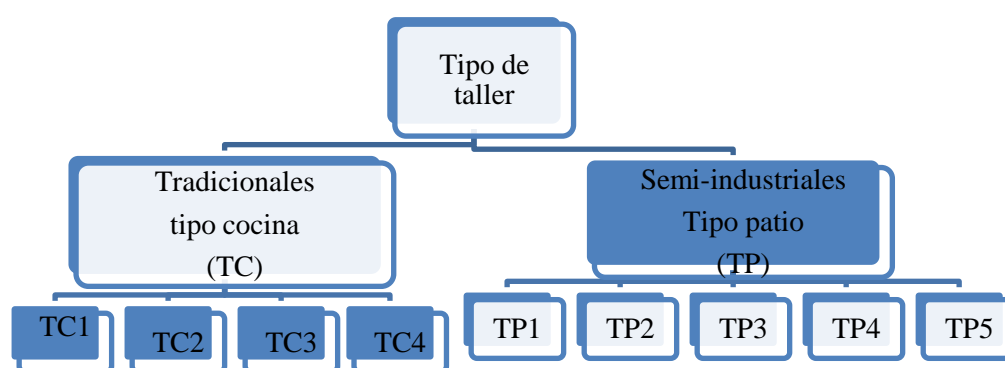 Tipo de
taller
Tradicionales
tipo cocina
(TC)
Semi-industriales
Tipo patio
(TP)
TC1
TC2
TC3
TC4
TP1
TP2
TP3
TP4
TP5